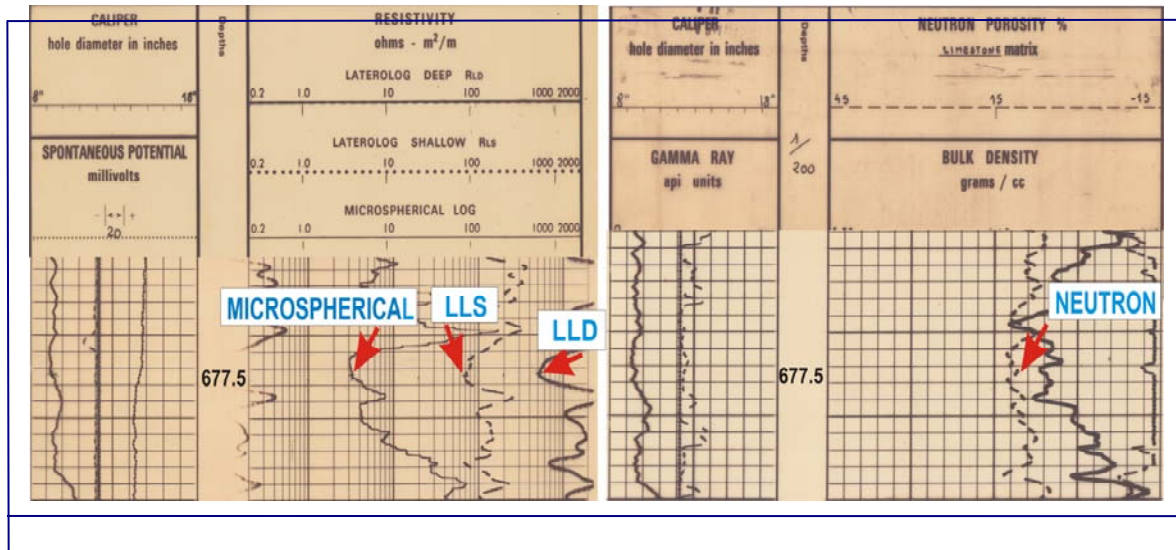 CALIPER
hole diameter in inches
8" 18"
SPONTANEOUS POTENTIAL
millivolts
- |<->| +
20
Depths
RESISTIVITY
ohms - m²/m
LATEROLOG DEEP RLD
0.2 1.0 10 100 1000 2000
LATEROLOG SHALLOW RLS
0.2 1.0 10 100 1000 2000
MICROSPHERICAL LOG
0.2 1.0 10 100 1000 2000
MICROSPHERICAL
LLS
LLD
677.5
CALIPER
hole diameter in inches
8" 18"
GAMMA RAY
api units
Depths
1/200
NEUTRON POROSITY %
LIMESTONE matrix
45 15 -15
BULK DENSITY
grams / cc
NEUTRON
677.5